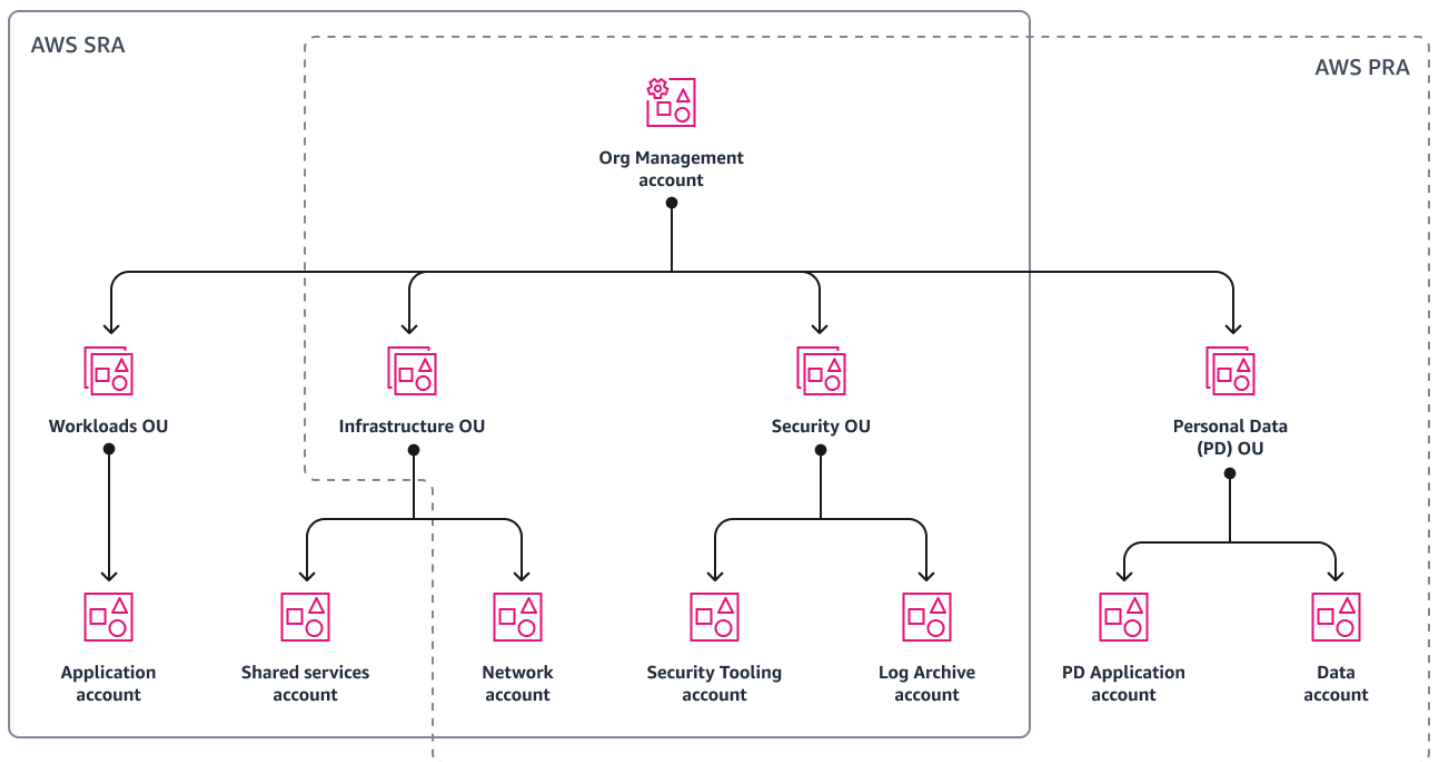 AWS SRA
AWS PRA
Org Management
account
Workloads OU
Infrastructure OU
Security OU
Personal Data
(PD) OU
Application
account
Shared services
account
Network
account
Security Tooling
account
Log Archive
account
PD Application
account
Data
account